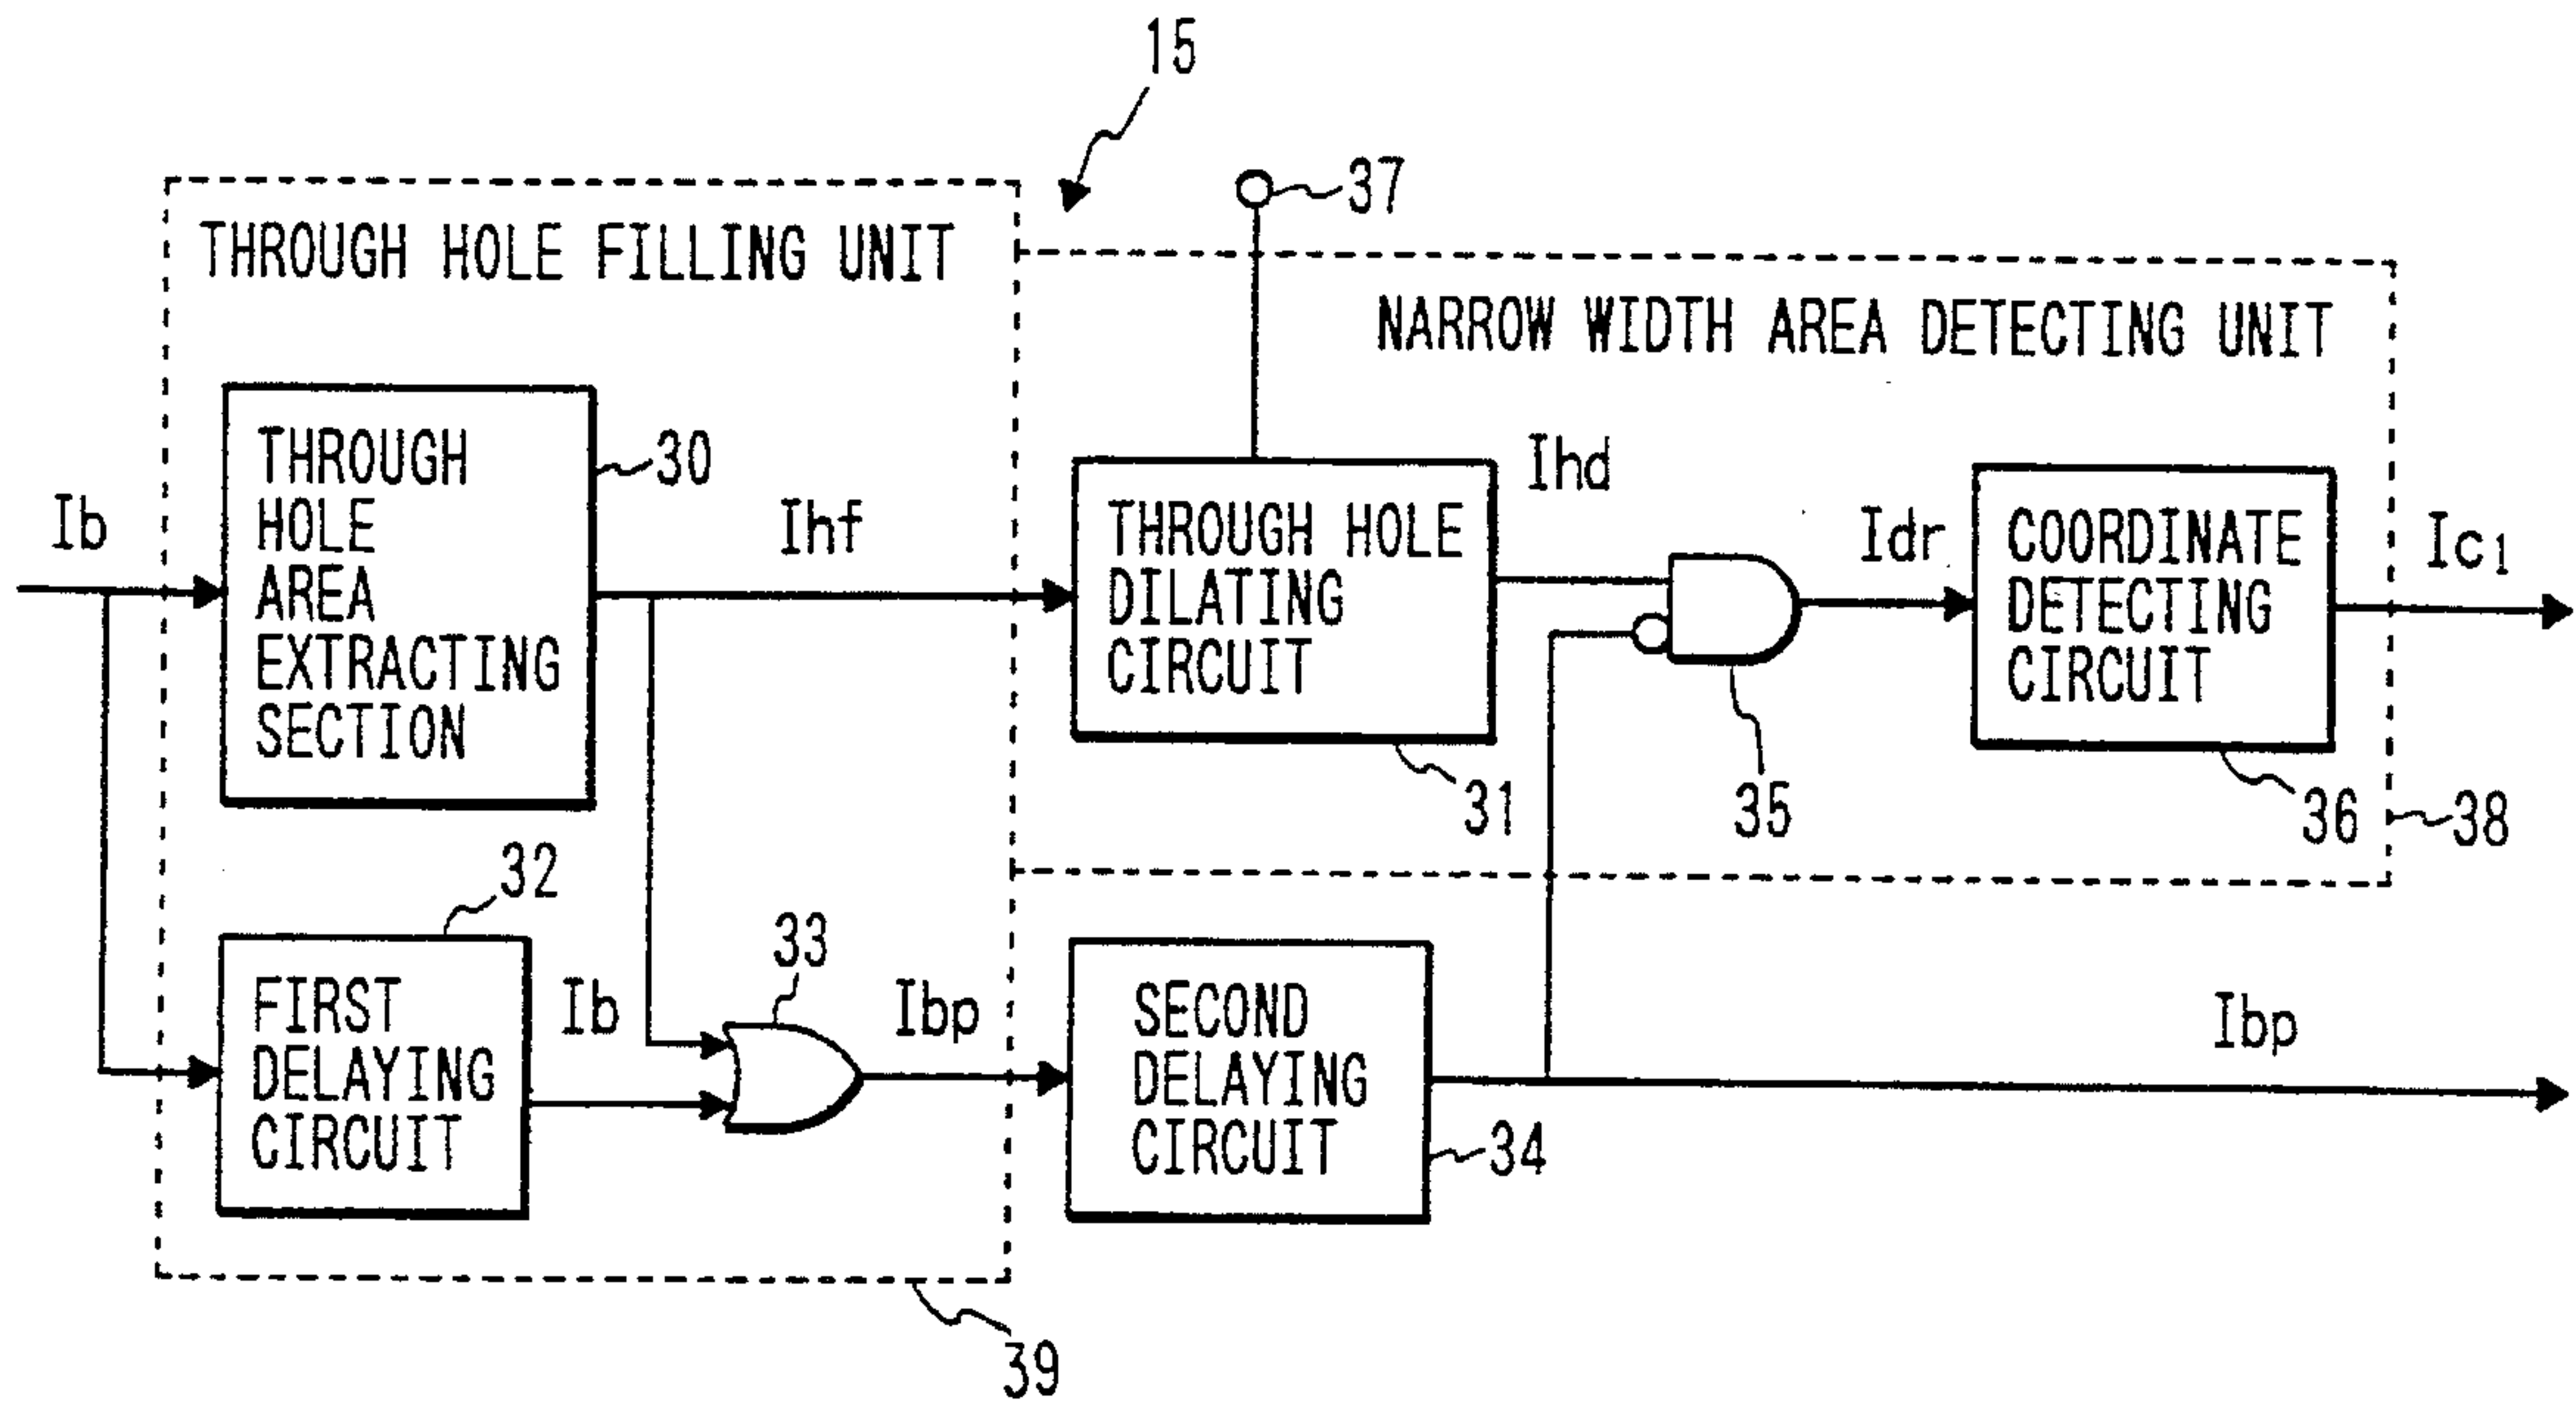 15
37
THROUGH HOLE FILLING UNIT
NARROW WIDTH AREA DETECTING UNIT
THROUGH
HOLE
AREA
EXTRACTING
SECTION
30
Ib
Ihf
THROUGH HOLE
DILATING
CIRCUIT
31
Ihd
35
Idr
COORDINATE
DETECTING
CIRCUIT
36
38
Ic1
32
FIRST
DELAYING
CIRCUIT
Ib
33
Ibp
SECOND
DELAYING
CIRCUIT
34
Ibp
39